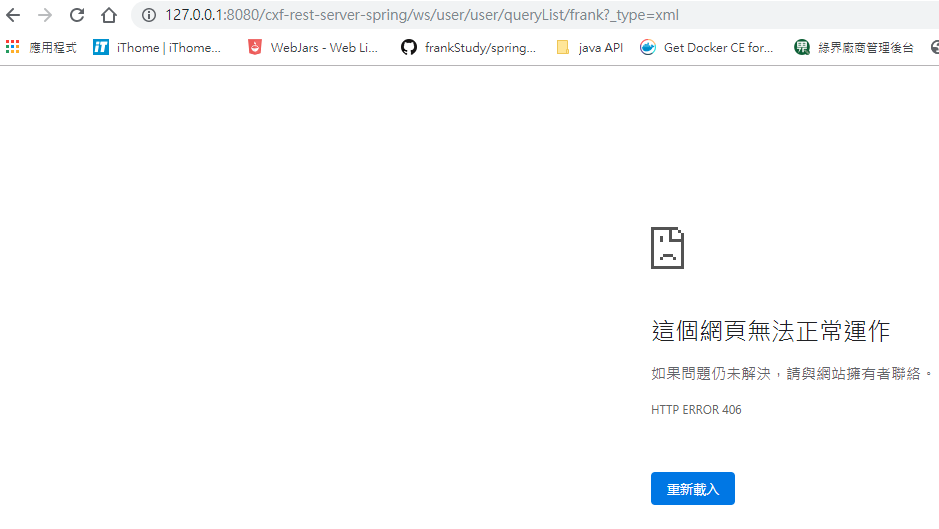 127.0.0.1:8080/cxf-rest-server-spring/ws/user/user/queryList/frank?_type=xml
應用程式 iThome | iThome... WebJars - Web Li... frankStudy/spring... java API Get Docker CE for... 綠界廠商管理後台
這個網頁無法正常運作
如果問題仍未解決，請與網站擁有者聯絡。
HTTP ERROR 406
重新載入